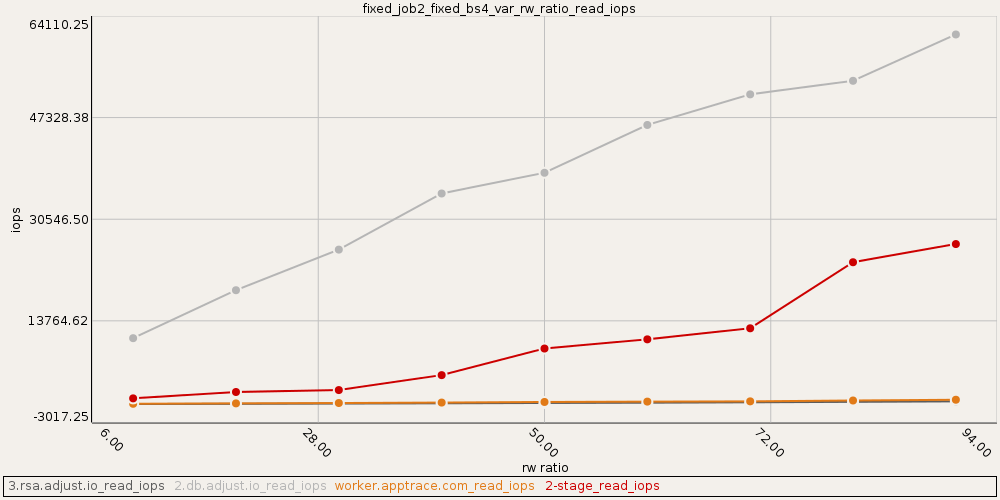 fixed_job2_fixed_bs4_var_rw_ratio_read_iops
64110.25
47328.38
30546.50
13764.62
-3017.25
iops
6.00 28.00 50.00 72.00 94.00
rw ratio
3.rsa.adjust.io_read_iops 2.db.adjust.io_read_iops worker.apptrace.com_read_iops 2-stage_read_iops